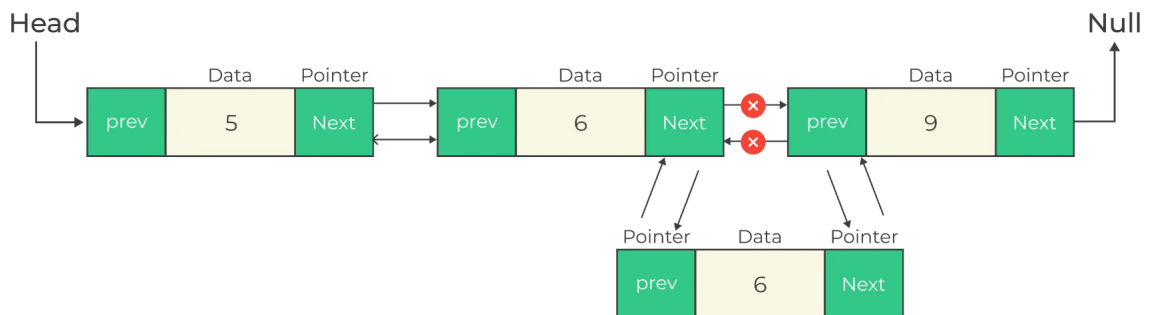 Head
Null
Data Pointer
Data Pointer
Data Pointer
prev 5 Next
prev 6 Next
prev 9 Next
Pointer Data Pointer
prev 6 Next